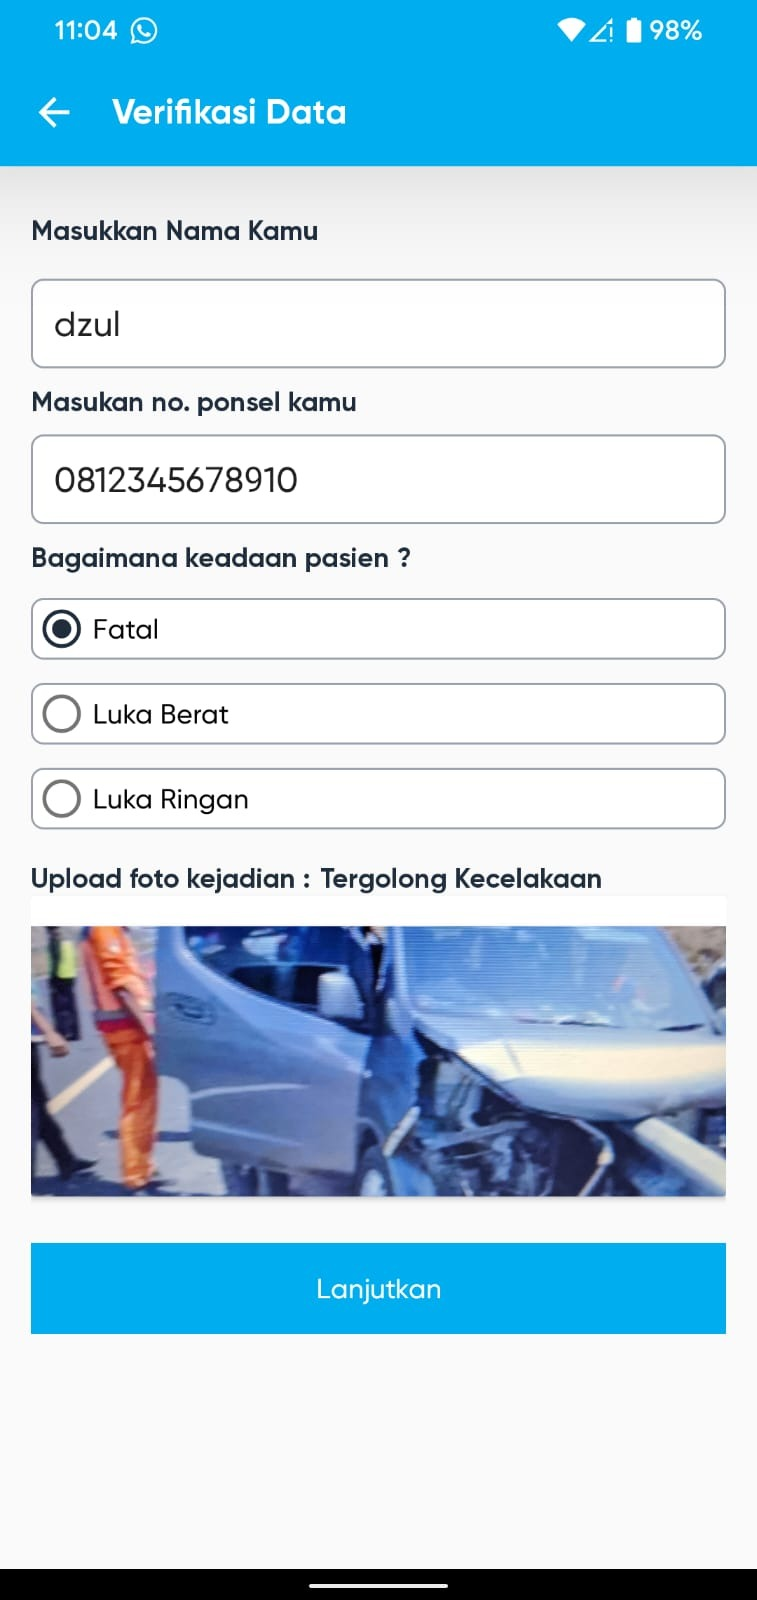 11:04 98%
Verifikasi Data
Masukkan Nama Kamu
dzul
Masukan no. ponsel kamu
0812345678910
Bagaimana keadaan pasien ?
Fatal
Luka Berat
Luka Ringan
Upload foto kejadian : Tergolong Kecelakaan
Lanjutkan